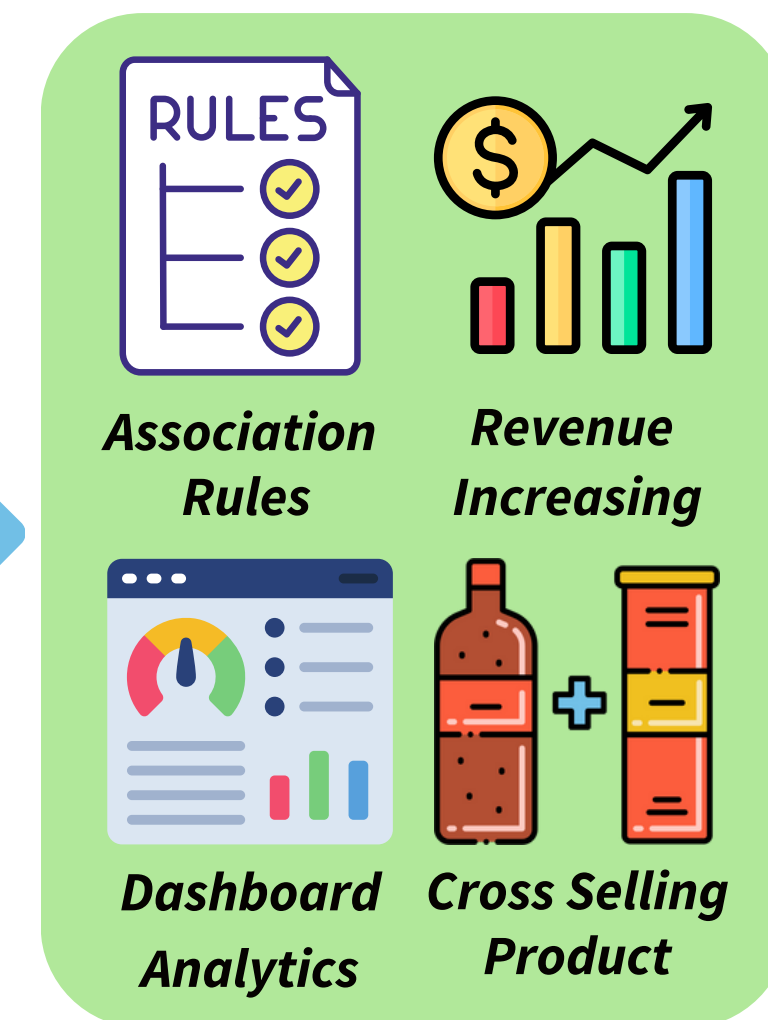 RULES
$
Association
Rules
Revenue
Increasing
Dashboard
Analytics
Cross Selling
Product